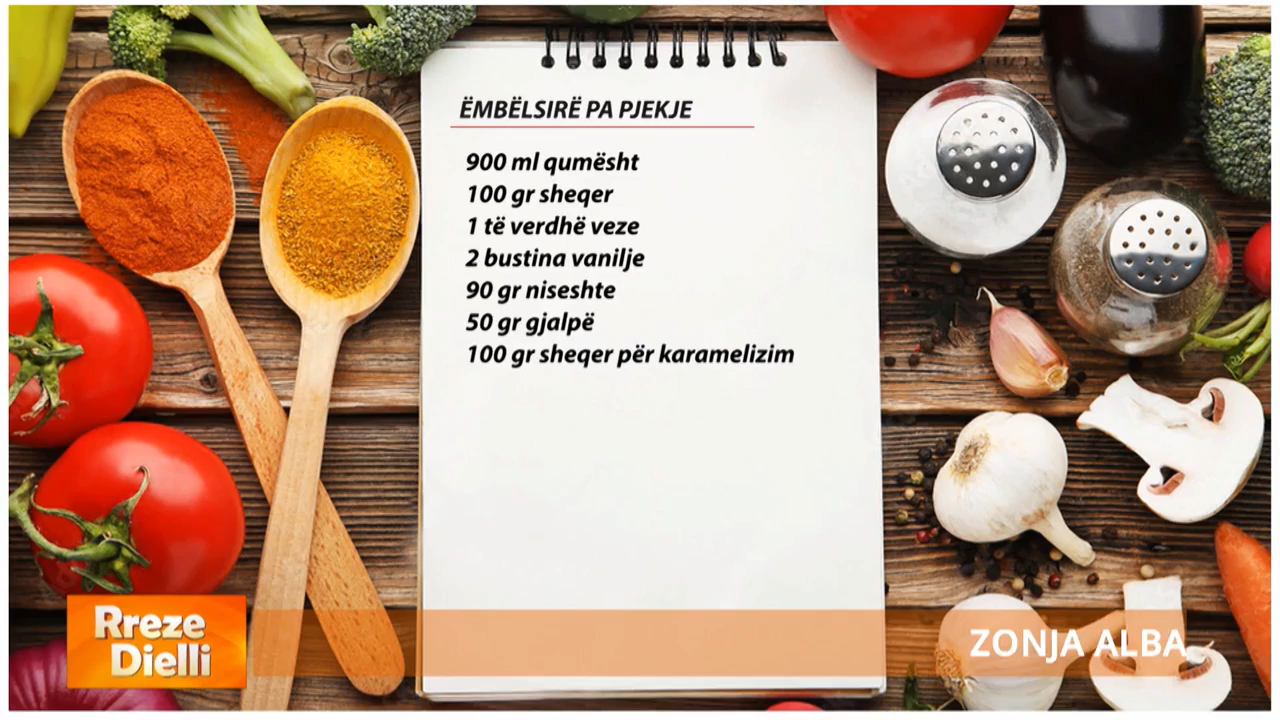 ËMBËLSIRË PA PJEKJE
900 ml qumësht
100 gr sheqer
1 të verdhë veze
2 bustina vanilje
90 gr niseshte
50 gr gjalpë
100 gr sheqer për karamelizim
Rreze
Dielli
ZONJA ALBA